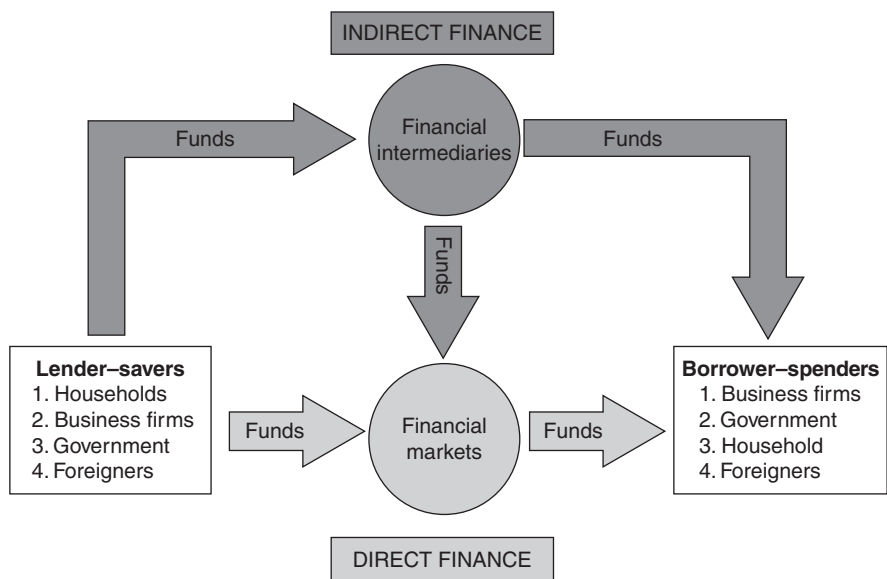 INDIRECT FINANCE
Funds
Financial
intermediaries
Funds
Funds
Lender–savers
1. Households
2. Business firms
3. Government
4. Foreigners
Funds
Financial
markets
Funds
Borrower–spenders
1. Business firms
2. Government
3. Household
4. Foreigners
DIRECT FINANCE